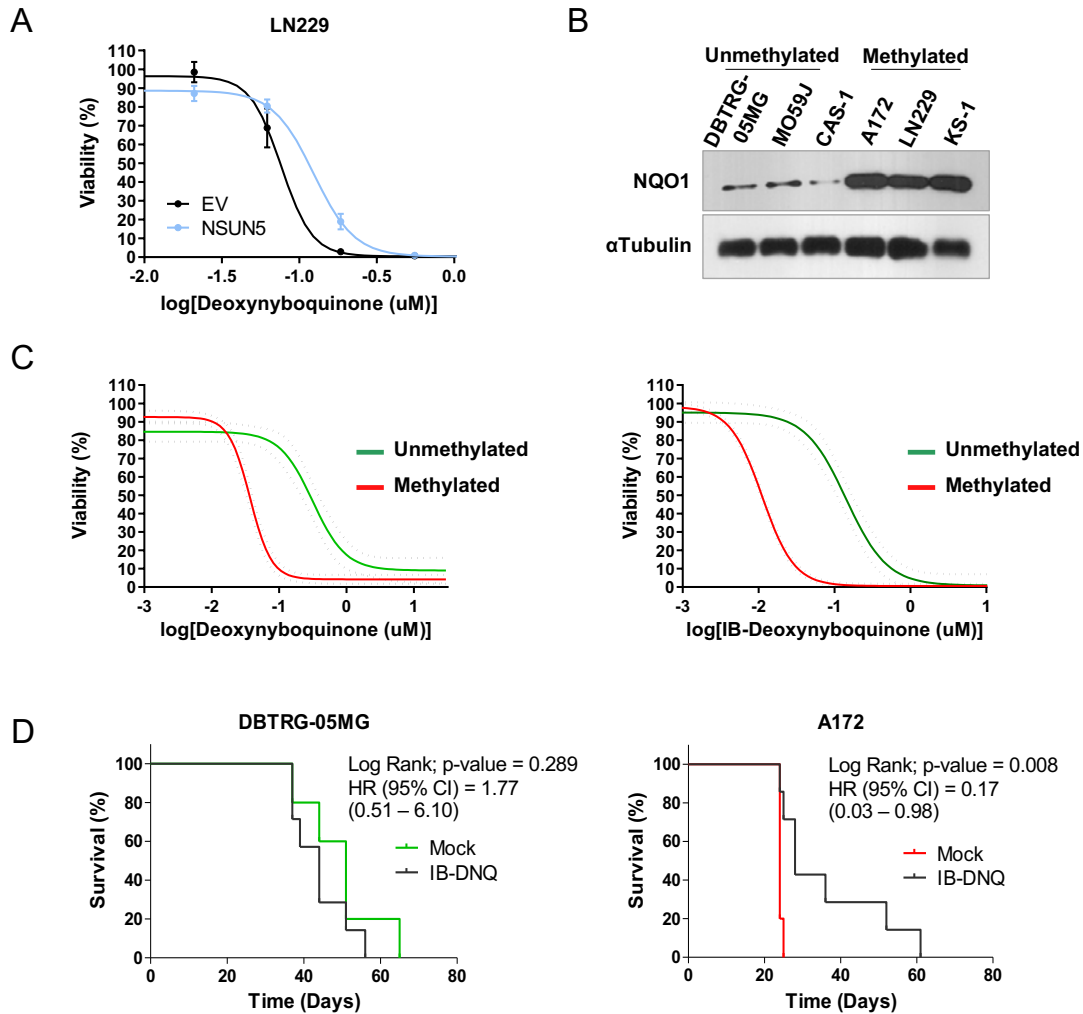 A
LN229
110
100
90
80
70
60
50
40
30
20
10
0
Viability (%)
EV
NSUN5
-2.0 -1.5 -1.0 -0.5 0.0
log[Deoxynyboquinone (uM)]
B
Unmethylated Methylated
DBTRG-
05MG
MO59J
CAS-1
A172
LN229
KS-1
NQO1
αTubulin
C
110
100
90
80
70
60
50
40
30
20
10
0
Viability (%)
Unmethylated
Methylated
-3 -2 -1 0 1
log[Deoxynyboquinone (uM)]
110
100
90
80
70
60
50
40
30
20
10
0
Viability (%)
Unmethylated
Methylated
-3 -2 -1 0 1
log[IB-Deoxynyboquinone (uM)]
D
DBTRG-05MG
100
80
60
40
20
0
Survival (%)
Log Rank; p-value = 0.289
HR (95% CI) = 1.77
(0.51 – 6.10)
Mock
IB-DNQ
0 20 40 60 80
Time (Days)
A172
100
80
60
40
20
0
Survival (%)
Log Rank; p-value = 0.008
HR (95% CI) = 0.17
(0.03 – 0.98)
Mock
IB-DNQ
0 20 40 60 80
Time (Days)